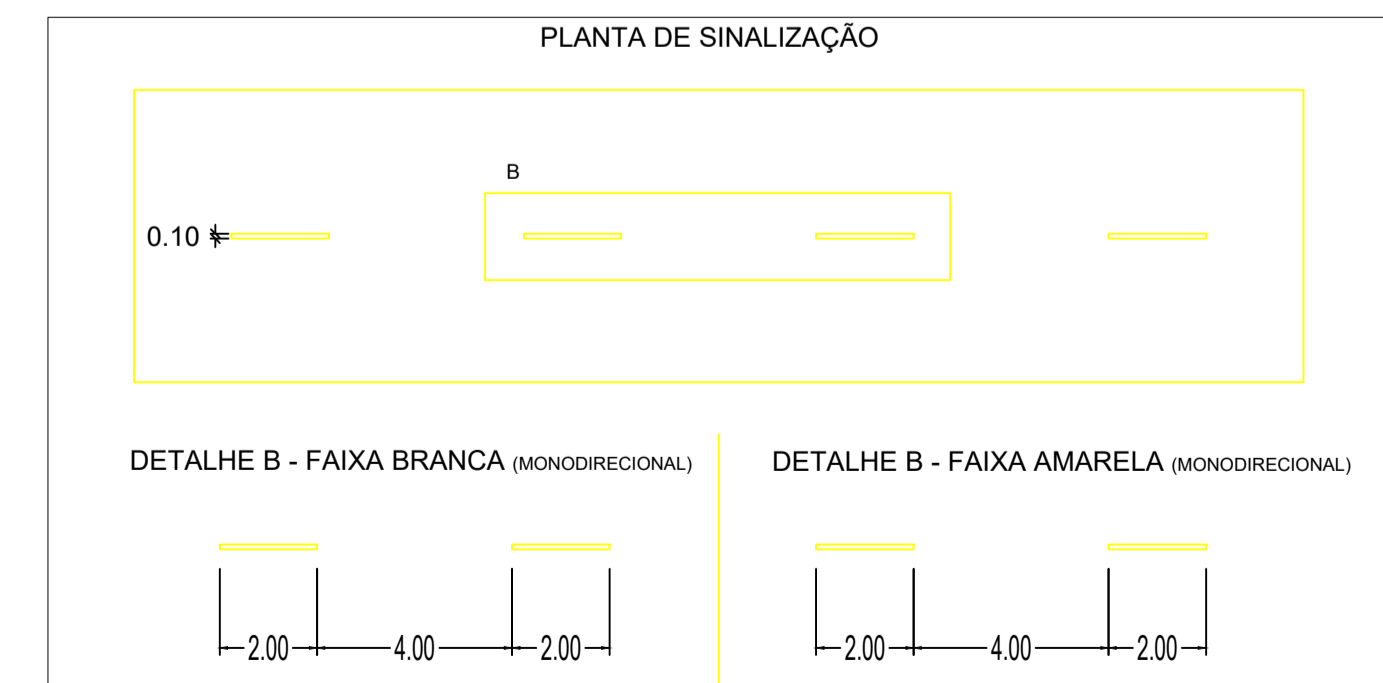 PLANTA DE SINALIZAÇÃO
B
0.10
DETALHE B - FAIXA BRANCA (MONODIRECIONAL)
DETALHE B - FAIXA AMARELA (MONODIRECIONAL)
2.00 4.00 2.00
2.00 4.00 2.00